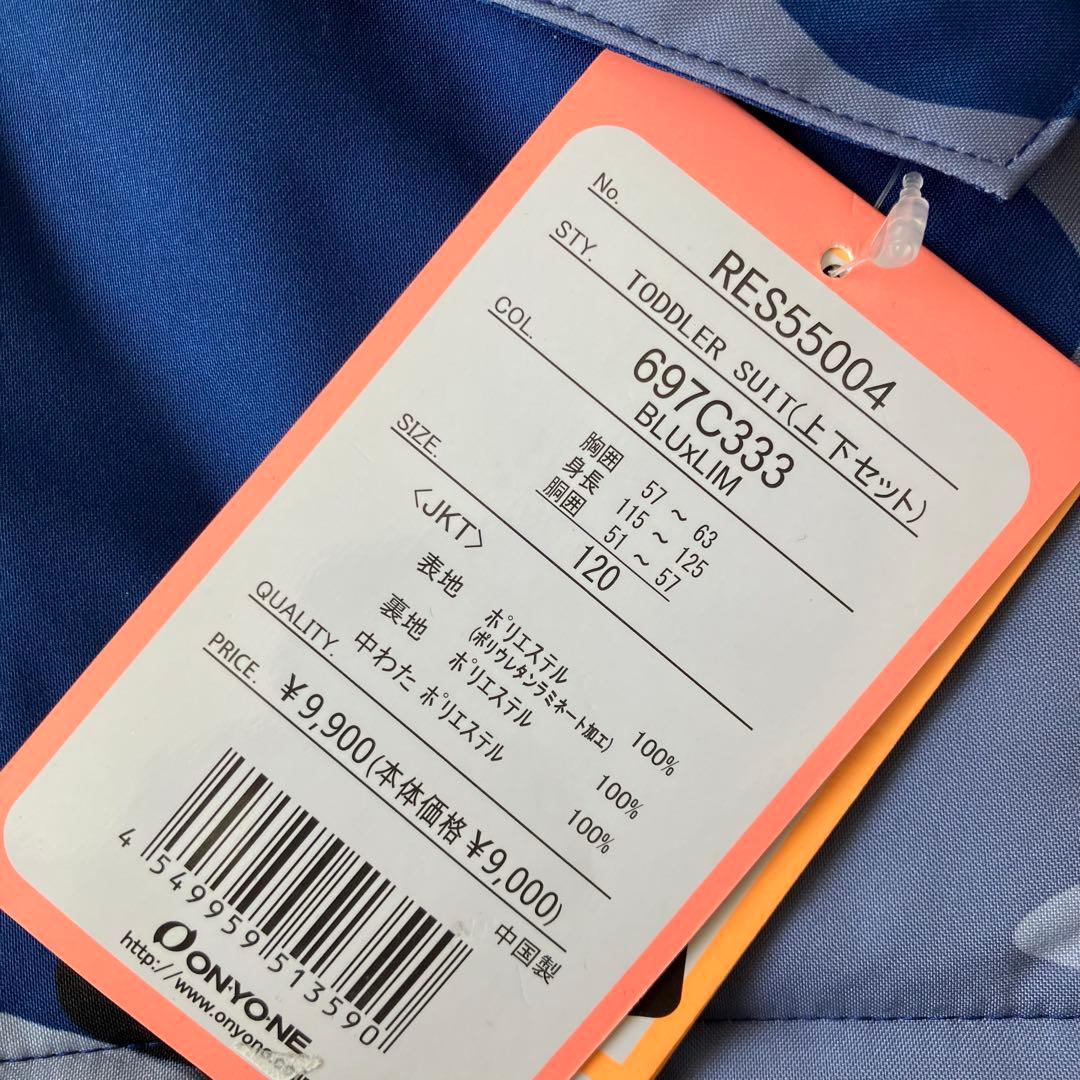 No. RES55004
STY. TODDLER SUIT(上下セット)
COL. 697C333
BLUxLIM
SIZE. 胸囲 57 ～ 63
身長 115 ～ 125
胴囲 51 ～ 57
120
〈JKT〉
表地 ポリエステル 100%
(ポリウレタンラミネート加工)
裏地 ポリエステル 100%
QUALITY. 中わた ポリエステル 100%
PRICE. ¥9,900(本体価格¥9,000)
中国製
4 549959 513590
ON·YO·NE
http://www.onyone.co